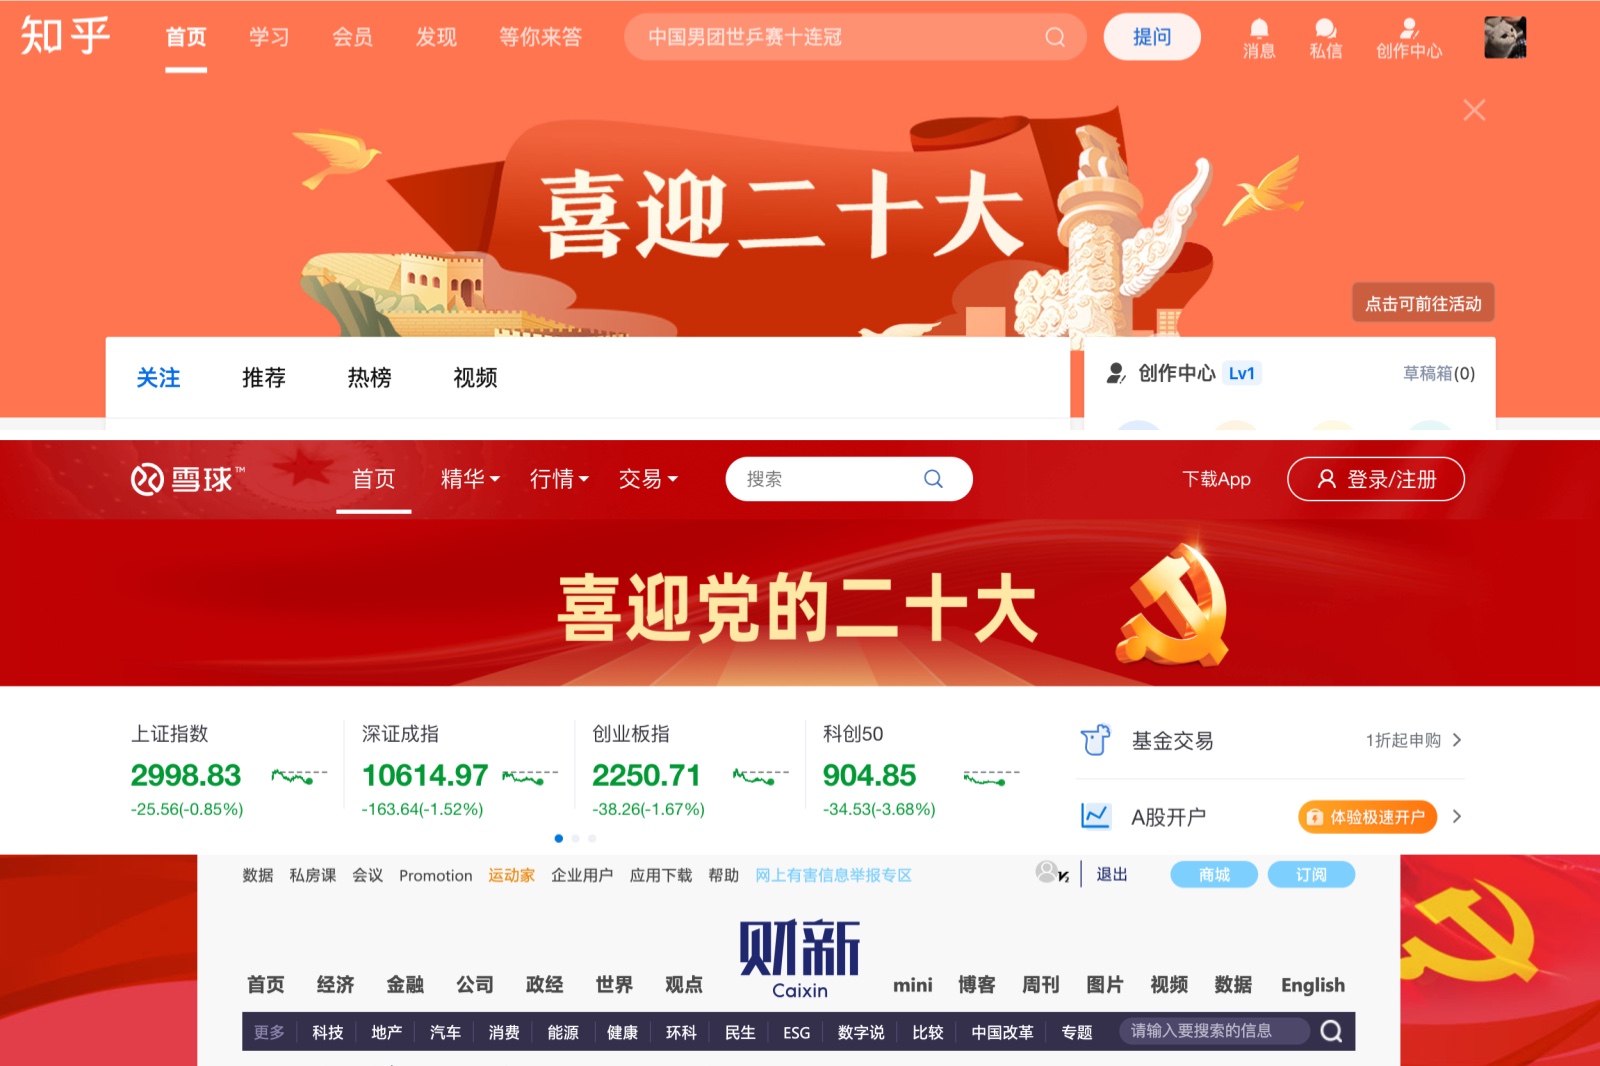 知乎 首页 学习 会员 发现 等你来答 中国男团世乒赛十连冠 提问 消息 私信 创作中心
喜迎二十大
点击可前往活动
关注 推荐 热榜 视频
创作中心 Lv1 草稿箱(0)
雪球™ 首页 精华 行情 交易 搜索 下载App 登录/注册
喜迎党的二十大
上证指数 深证成指 创业板指 科创50
2998.83 10614.97 2250.71 904.85
-25.56(-0.85%) -163.64(-1.52%) -38.26(-1.67%) -34.53(-3.68%)
基金交易 1折起申购
A股开户 体验极速开户
数据 私房课 会议 Promotion 运动家 企业用户 应用下载 帮助 网上有害信息举报专区 退出 商城 订阅
财新
Caixin
首页 经济 金融 公司 政经 世界 观点 mini 博客 周刊 图片 视频 数据 English
更多 科技 地产 汽车 消费 能源 健康 环科 民生 ESG 数字说 比较 中国改革 专题 请输入要搜索的信息